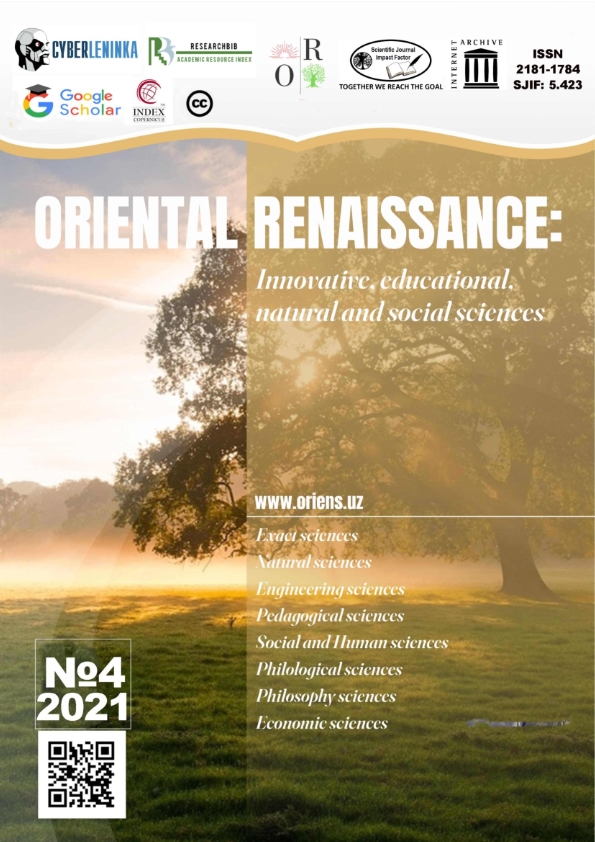 CYBERLENINKA
RESEARCHBIB
ACADEMIC RESOURCE INDEX
Google
Scholar
INDEX
COPERNICUS
cc
R
O
Scientific Journal
Impact Factor
TOGETHER WE REACH THE GOAL
INTERNET
ARCHIVE
ISSN
2181-1784
SJIF: 5.423
ORIENTAL RENAISSANCE:
Innovative, educational,
natural and social sciences
www.oriens.uz
Exact sciences
Natural sciences
Engineering sciences
Pedagogical sciences
Social and Human sciences
Philological sciences
Philosophy sciences
Economic sciences
№4
2021